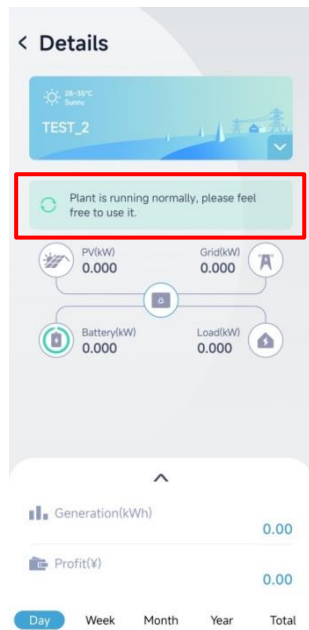 < Details
28-35°C
Sunny
TEST_2
Plant is running normally, please feel
free to use it.
PV(kW)
0.000
Grid(kW)
0.000
Battery(kW)
0.000
Load(kW)
0.000
Generation(kWh)
0.00
Profit(¥)
0.00
Day Week Month Year Total